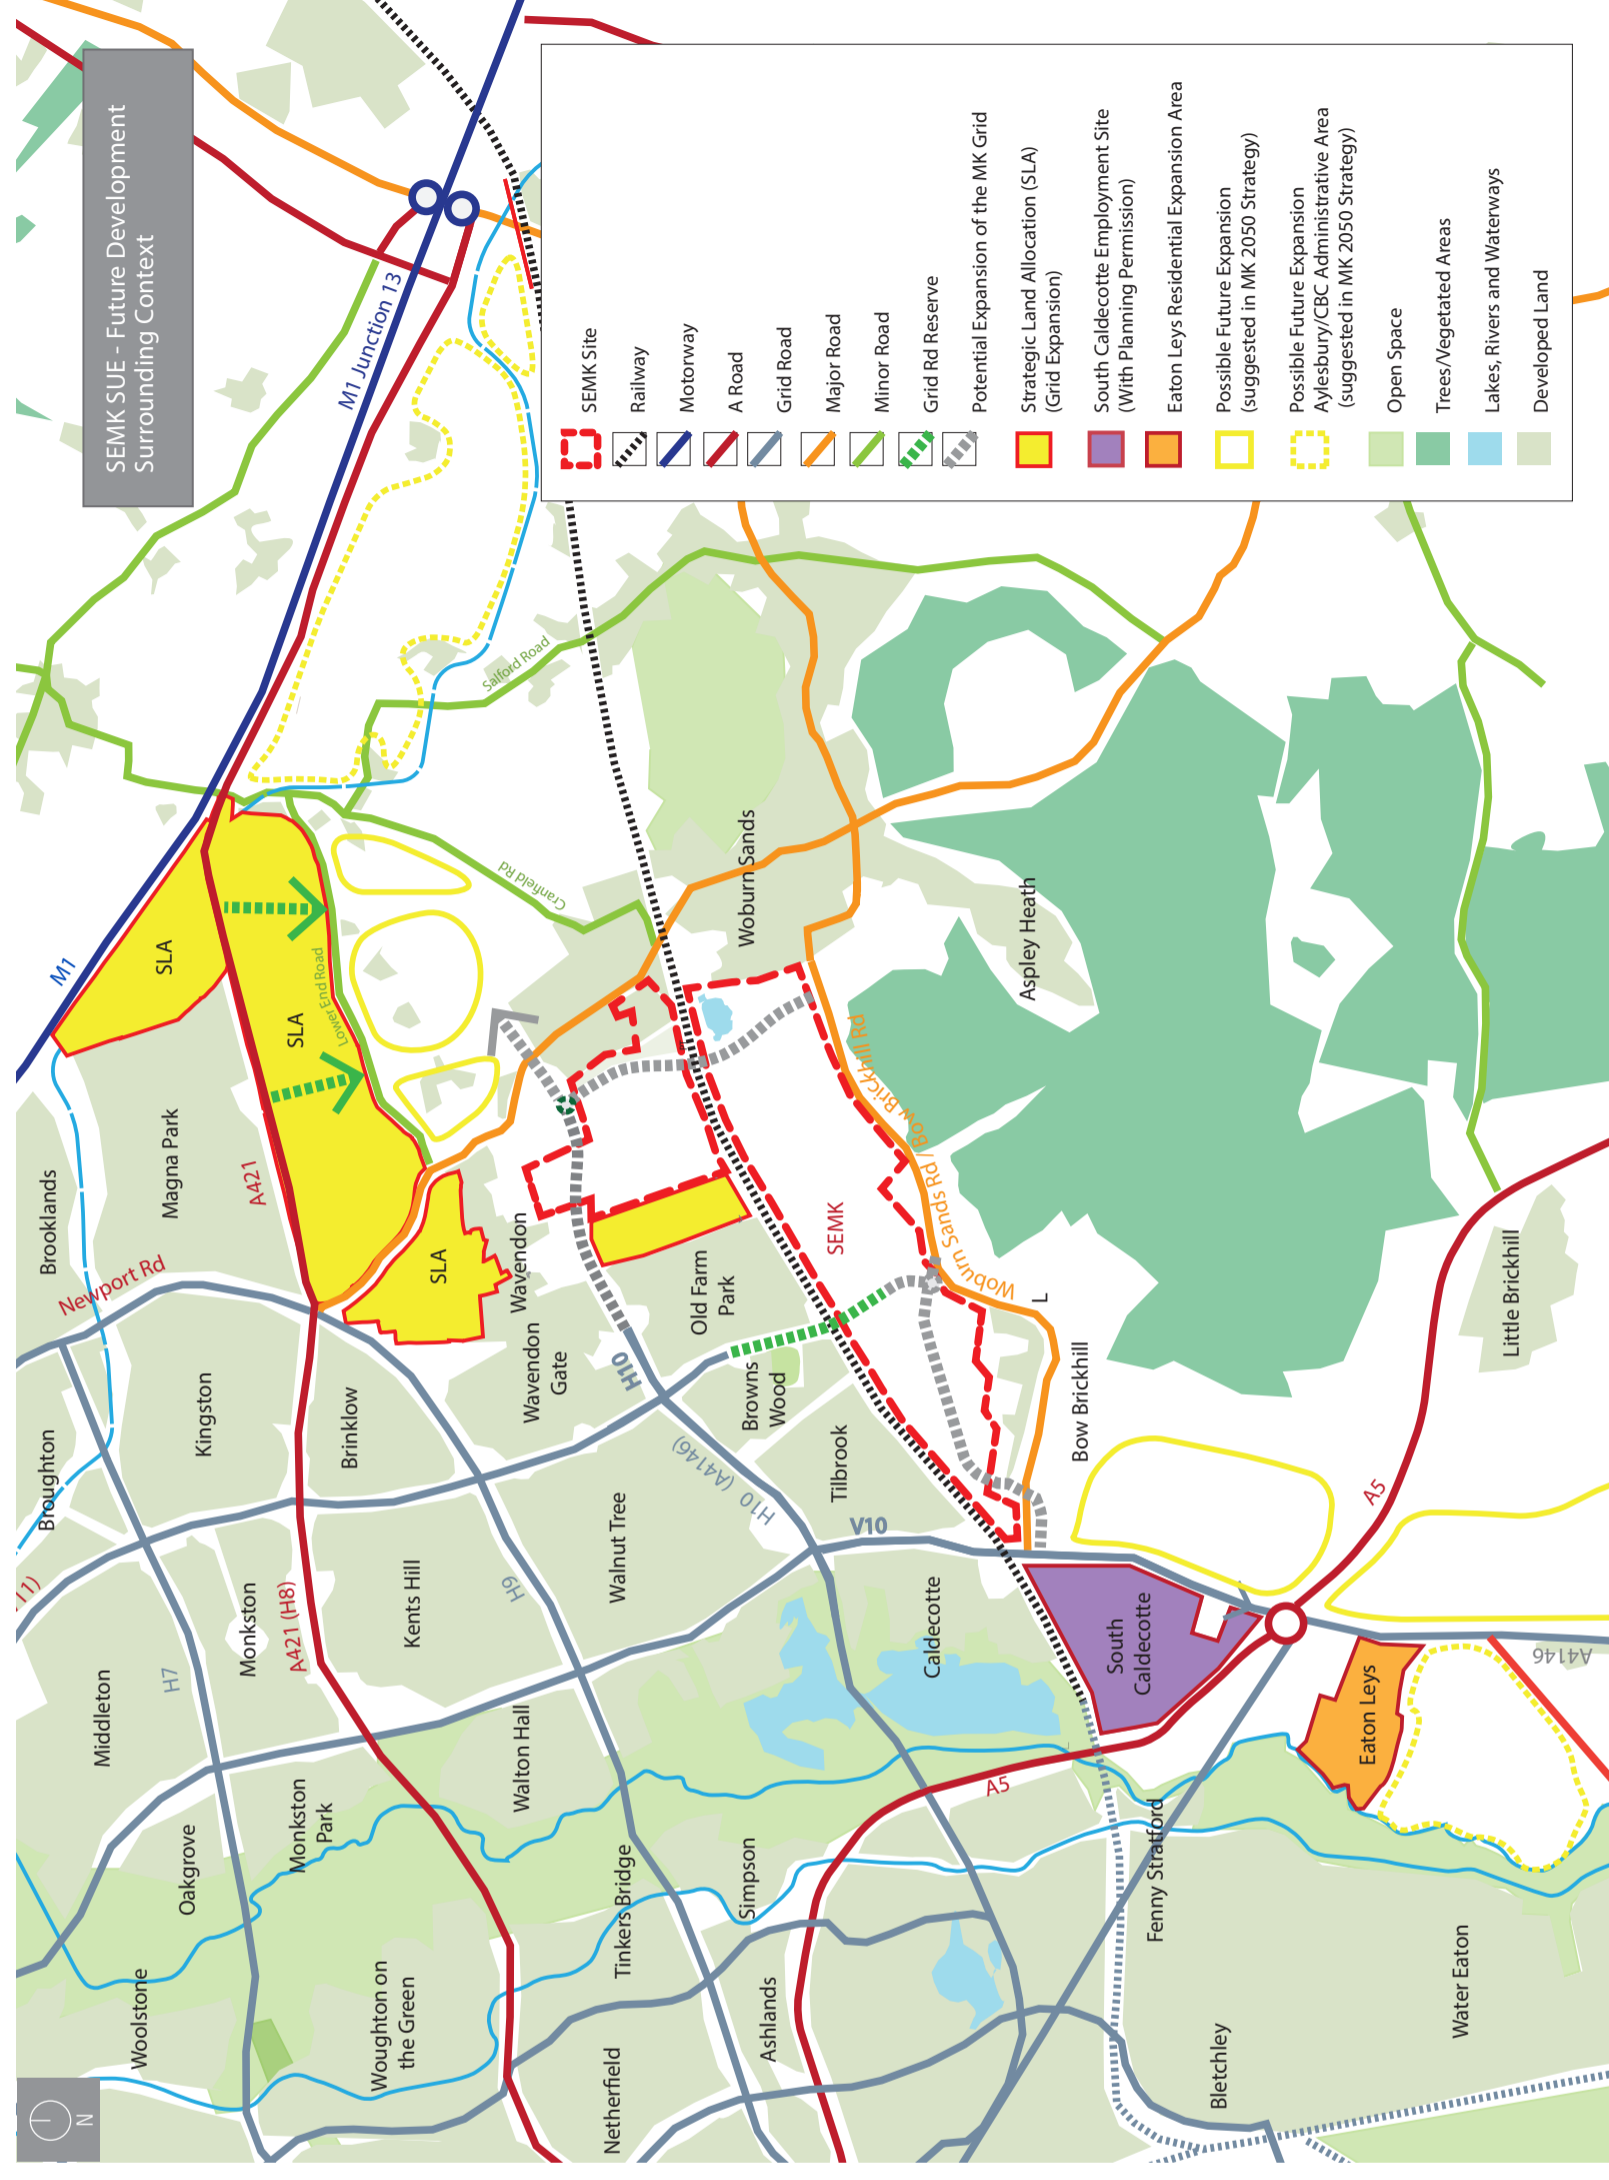 SEMK SUE - Future Development
Surrounding Context
SEMK Site
Railway
Motorway
A Road
Grid Road
Major Road
Minor Road
Grid Rd Reserve
Potential Expansion of the MK Grid
Strategic Land Allocation (SLA)
(Grid Expansion)
South Caldecotte Employment Site
(With Planning Permission)
Eaton Leys Residential Expansion Area
Possible Future Expansion
(suggested in MK 2050 Strategy)
Possible Future Expansion
Aylesbury/CBC Administrative Area
(suggested in MK 2050 Strategy)
Open Space
Trees/Vegetated Areas
Lakes, Rivers and Waterways
Developed Land
N
Woolstone
Oakgrove
Middleton
Broughton
Brooklands
11)
H7
Newport Rd
Magna Park
M1
SLA
M1 Junction 13
Monkston
Kingston
A421
SLA
Lower End Road
Woughton on
the Green
Monkston
Park
A421 (H8)
Kents Hill
Brinklow
SLA
Walton Hall
H9
Wavendon
Gate
Wavendon
Cranfield Rd
Salford Road
Netherfield
Tinkers Bridge
Walnut Tree
H10
H10 (A4146)
Old Farm
Park
Woburn Sands
Ashlands
Simpson
Browns
Wood
Tilbrook
V10
SEMK
Caldecotte
Woburn Sands Rd / Bow Brickhill Rd
L
Aspley Heath
A5
South
Caldecotte
Bow Brickhill
Fenny Stratford
Bletchley
Eaton Leys
A5
Water Eaton
A4146
Little Brickhill